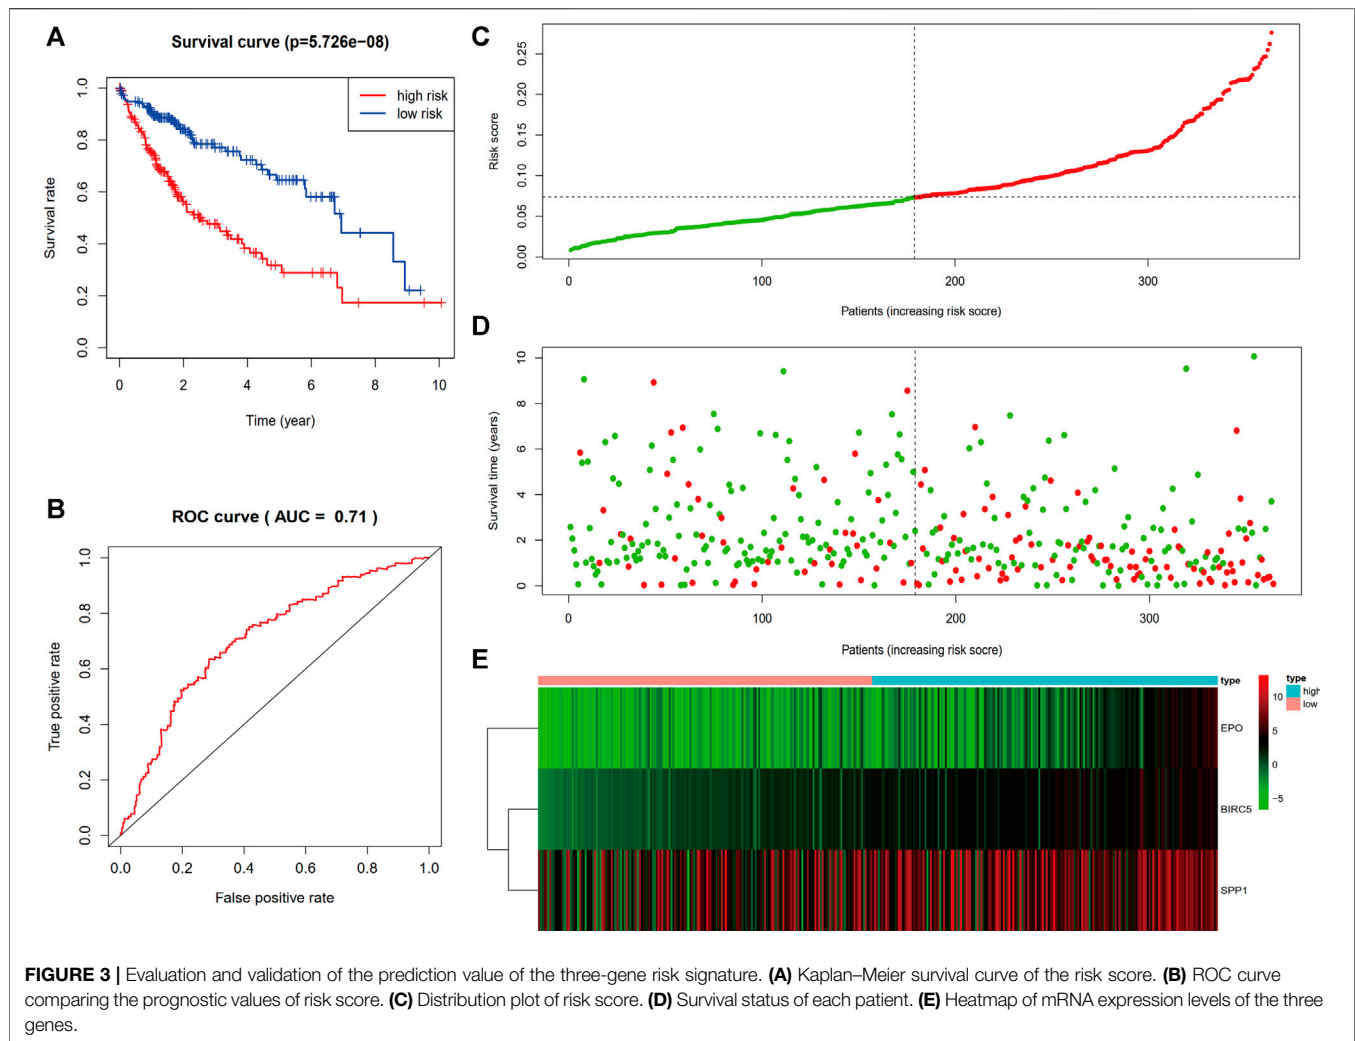 A
Survival curve (p=5.726e−08)
high risk
low risk
Survival rate
1.0
0.8
0.6
0.4
0.2
0.0
0 2 4 6 8 10
Time (year)
B
ROC curve ( AUC = 0.71 )
True positive rate
1.0
0.8
0.6
0.4
0.2
0.0
0.0 0.2 0.4 0.6 0.8 1.0
False positive rate
C
Risk score
0.25
0.20
0.15
0.10
0.05
0.00
0 100 200 300
Patients (increasing risk socre)
D
Survival time (years)
10
8
6
4
2
0
0 100 200 300
Patients (increasing risk socre)
E
type
EPO
BIRC5
SPP1
type
10
5
0
−5
type
high
low
FIGURE 3 | Evaluation and validation of the prediction value of the three-gene risk signature. (A) Kaplan–Meier survival curve of the risk score. (B) ROC curve
comparing the prognostic values of risk score. (C) Distribution plot of risk score. (D) Survival status of each patient. (E) Heatmap of mRNA expression levels of the three
genes.